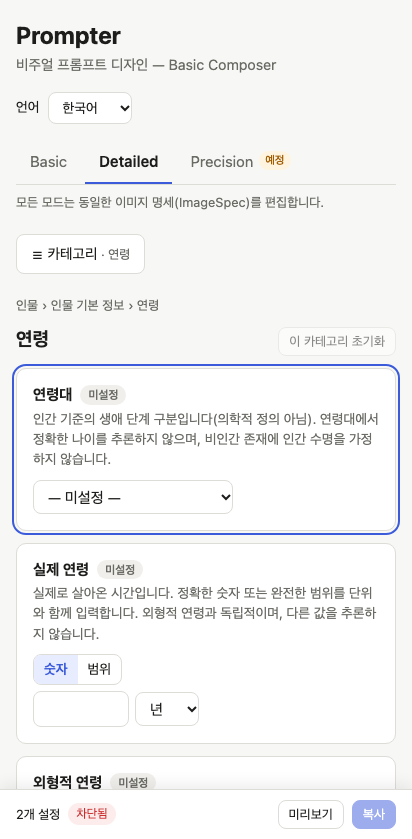 Prompter
비주얼 프롬프트 디자인 — Basic Composer
언어 한국어
Basic Detailed Precision 예정
모든 모드는 동일한 이미지 명세(ImageSpec)를 편집합니다.
≡ 카테고리 · 연령
인물 › 인물 기본 정보 › 연령
연령 이 카테고리 초기화
연령대 미설정
인간 기준의 생애 단계 구분입니다(의학적 정의 아님). 연령대에서
정확한 나이를 추론하지 않으며, 비인간 존재에 인간 수명을 가정
하지 않습니다.
— 미설정 —
실제 연령 미설정
실제로 살아온 시간입니다. 정확한 숫자 또는 완전한 범위를 단위
와 함께 입력합니다. 외형적 연령과 독립적이며, 다른 값을 추론하
지 않습니다.
숫자 범위
년
외형적 연령 미설정
2개 설정 차단됨 미리보기 복사